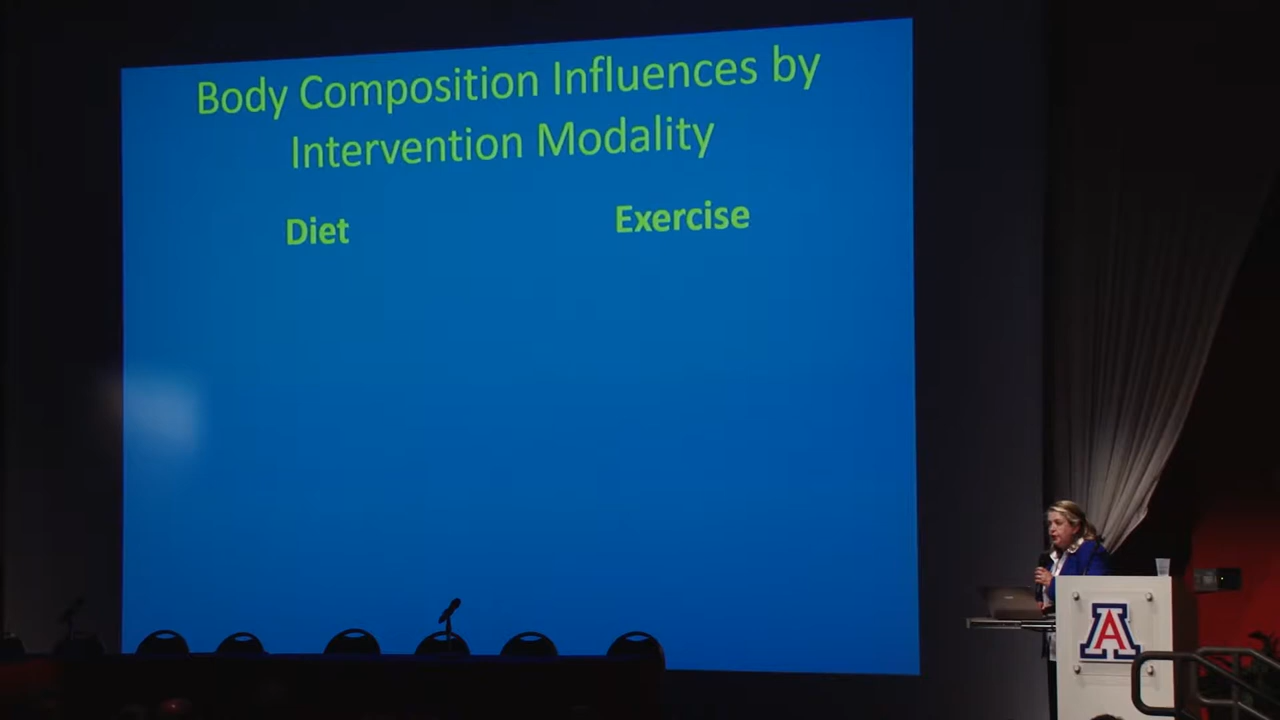 Body Composition Influences by
Intervention Modality
Diet
Exercise
A